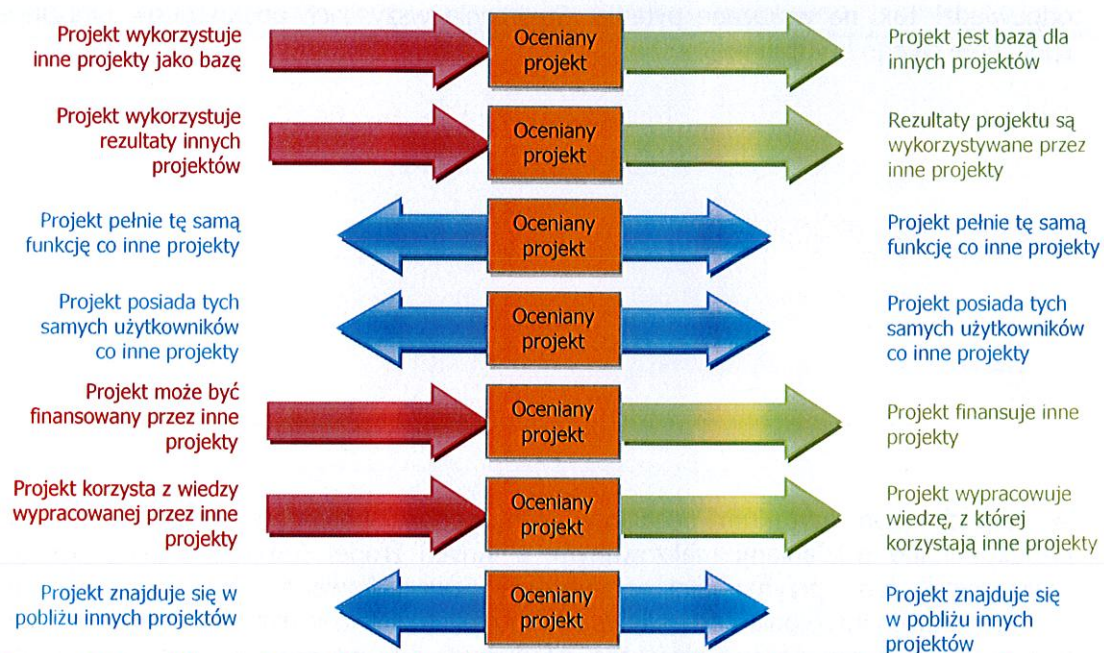 Projekt wykorzystuje
inne projekty jako bazę
Oceniany
projekt
Projekt jest bazą dla
innych projektów
Projekt wykorzystuje
rezultaty innych
projektów
Oceniany
projekt
Rezultaty projektu są
wykorzystywane przez
inne projekty
Projekt pełnie tę samą
funkcję co inne projekty
Oceniany
projekt
Projekt pełnie tę samą
funkcję co inne projekty
Projekt posiada tych
samych użytkowników
co inne projekty
Oceniany
projekt
Projekt posiada tych
samych użytkowników
co inne projekty
Projekt może być
finansowany przez inne
projekty
Oceniany
projekt
Projekt finansuje inne
projekty
Projekt korzysta z wiedzy
wypracowanej przez inne
projekty
Oceniany
projekt
Projekt wypracowuje
wiedzę, z której
korzystają inne projekty
Projekt znajduje się w
pobliżu innych projektów
Oceniany
projekt
Projekt znajduje się
w pobliżu innych
projektów